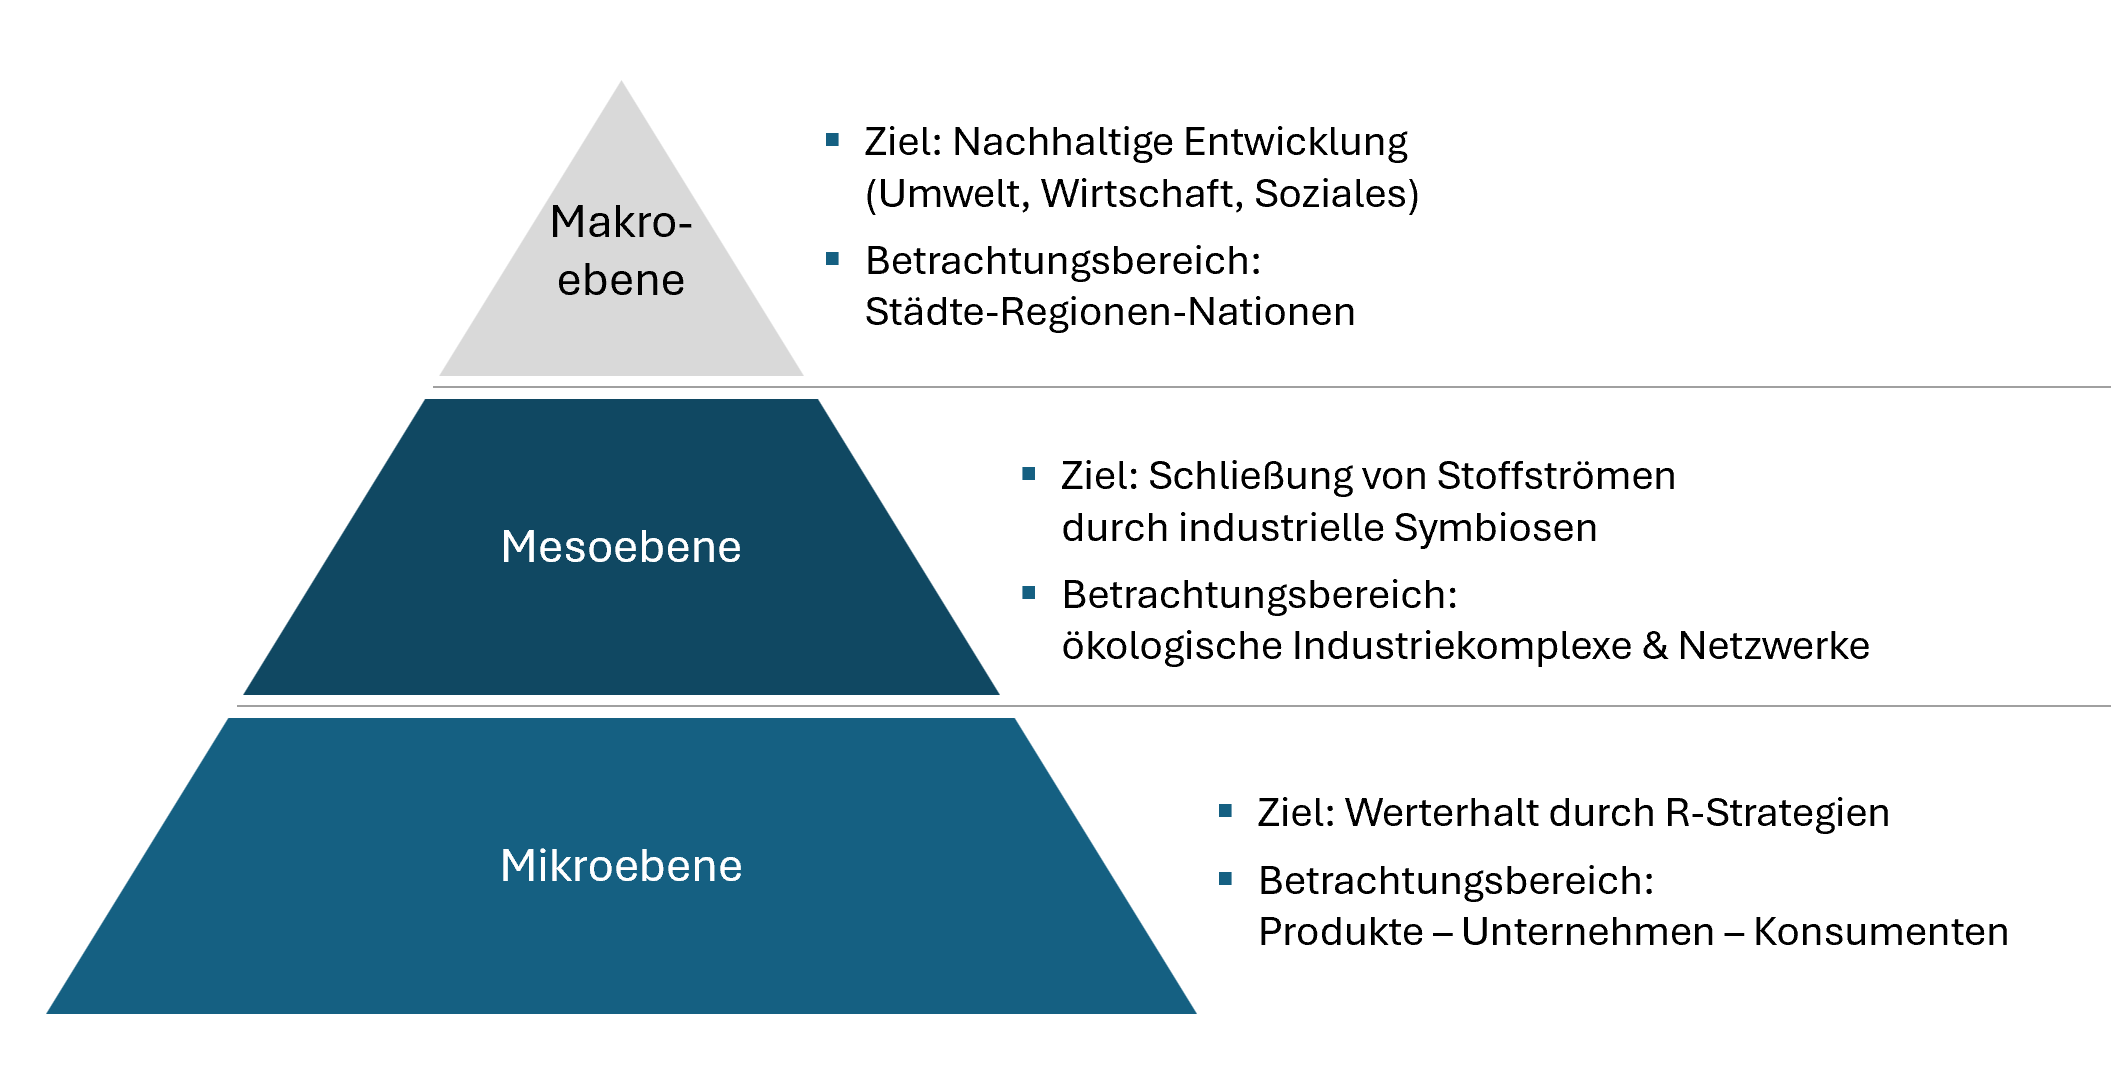 Makro-
ebene
▪ Ziel: Nachhaltige Entwicklung
(Umwelt, Wirtschaft, Soziales)
▪ Betrachtungsbereich:
Städte-Regionen-Nationen
Mesoebene
▪ Ziel: Schließung von Stoffströmen
durch industrielle Symbiosen
▪ Betrachtungsbereich:
ökologische Industriekomplexe & Netzwerke
Mikroebene
▪ Ziel: Werterhalt durch R-Strategien
▪ Betrachtungsbereich:
Produkte – Unternehmen – Konsumenten